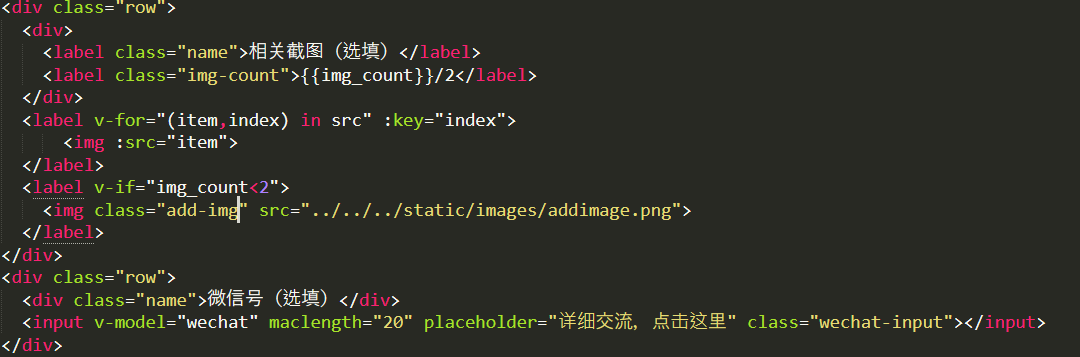 <div class="row">
<div>
<label class="name">相关截图（选填）</label>
<label class="img-count">{{img_count}}/2</label>
</div>
<label v-for="(item,index) in src" :key="index">
<img :src="item">
</label>
<label v-if="img_count<2">
<img class="add-img" src="../../../static/images/addimage.png">
</label>
</div>
<div class="row">
<div class="name">微信号（选填）</div>
<input v-model="wechat" maclength="20" placeholder="详细交流，点击这里" class="wechat-input"></input>
</div>